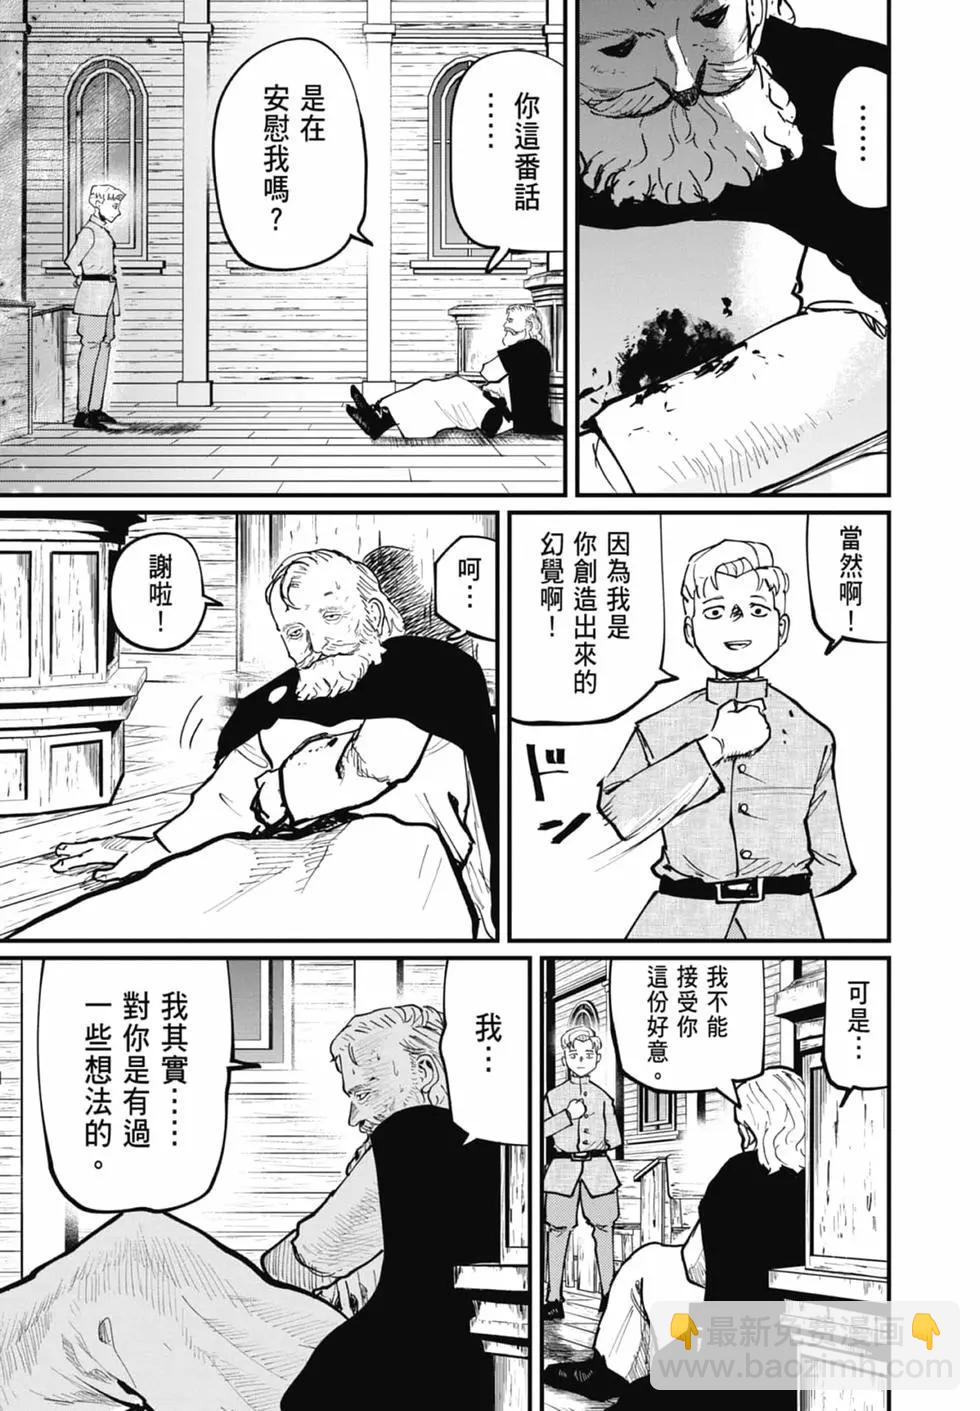 ……
你這番話
……
是在
安慰我嗎？
當然啊！
因為我是
你創造出來的
幻覺啊！
ドン
呵…
謝啦！
可是…
我不能
接受你
這份好意。
我…
我其實……
對你是有過
一些想法的。
👇最新免費漫画👇
www.baozimh.com